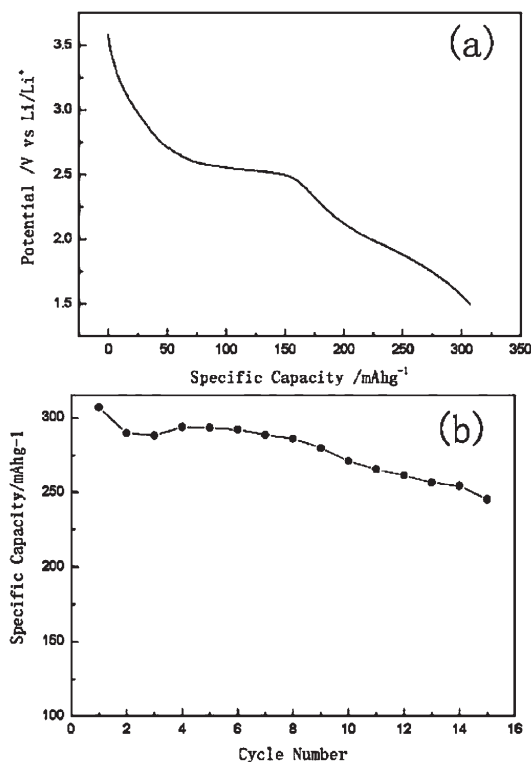 (a)
Potential /V vs Li/Li⁺
3.5
3.0
2.5
2.0
1.5
0 50 100 150 200 250 300 350
Specific Capacity /mAhg⁻¹
(b)
Specific Capacity/mAhg-1
300
250
200
150
100
0 2 4 6 8 10 12 14 16
Cycle Number